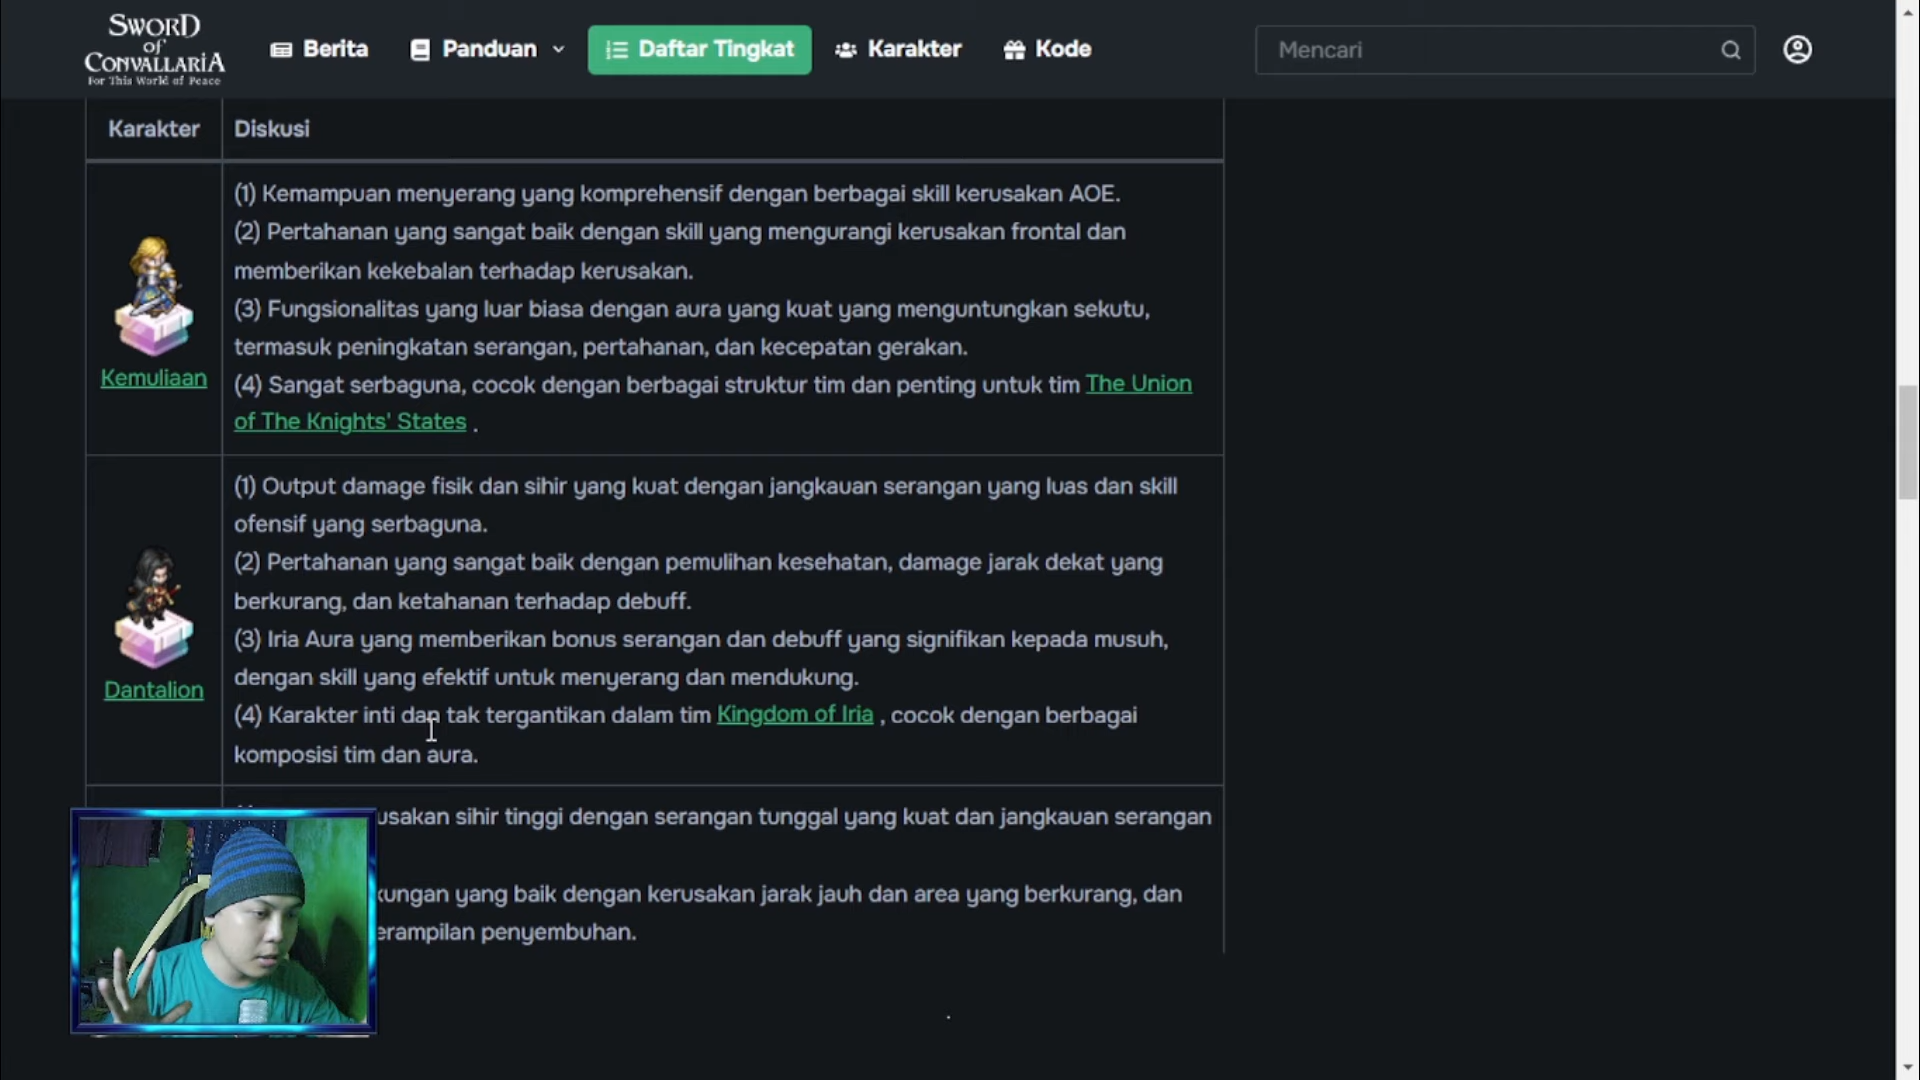 SWORD
of
CONVALLARIA
For This World of Peace
Berita
Panduan
Daftar Tingkat
Karakter
Kode
Mencari
Karakter
Diskusi
(1) Kemampuan menyerang yang komprehensif dengan berbagai skill kerusakan AOE.
(2) Pertahanan yang sangat baik dengan skill yang mengurangi kerusakan frontal dan
memberikan kekebalan terhadap kerusakan.
(3) Fungsionalitas yang luar biasa dengan aura yang kuat yang menguntungkan sekutu,
termasuk peningkatan serangan, pertahanan, dan kecepatan gerakan.
(4) Sangat serbaguna, cocok dengan berbagai struktur tim dan penting untuk tim The Union
of The Knights' States .
Kemuliaan
(1) Output damage fisik dan sihir yang kuat dengan jangkauan serangan yang luas dan skill
ofensif yang serbaguna.
(2) Pertahanan yang sangat baik dengan pemulihan kesehatan, damage jarak dekat yang
berkurang, dan ketahanan terhadap debuff.
(3) Iria Aura yang memberikan bonus serangan dan debuff yang signifikan kepada musuh,
dengan skill yang efektif untuk menyerang dan mendukung.
(4) Karakter inti dan tak tergantikan dalam tim Kingdom of Iria , cocok dengan berbagai
komposisi tim dan aura.
Dantalion
usakan sihir tinggi dengan serangan tunggal yang kuat dan jangkauan serangan
kungan yang baik dengan kerusakan jarak jauh dan area yang berkurang, dan
erampilan penyembuhan.